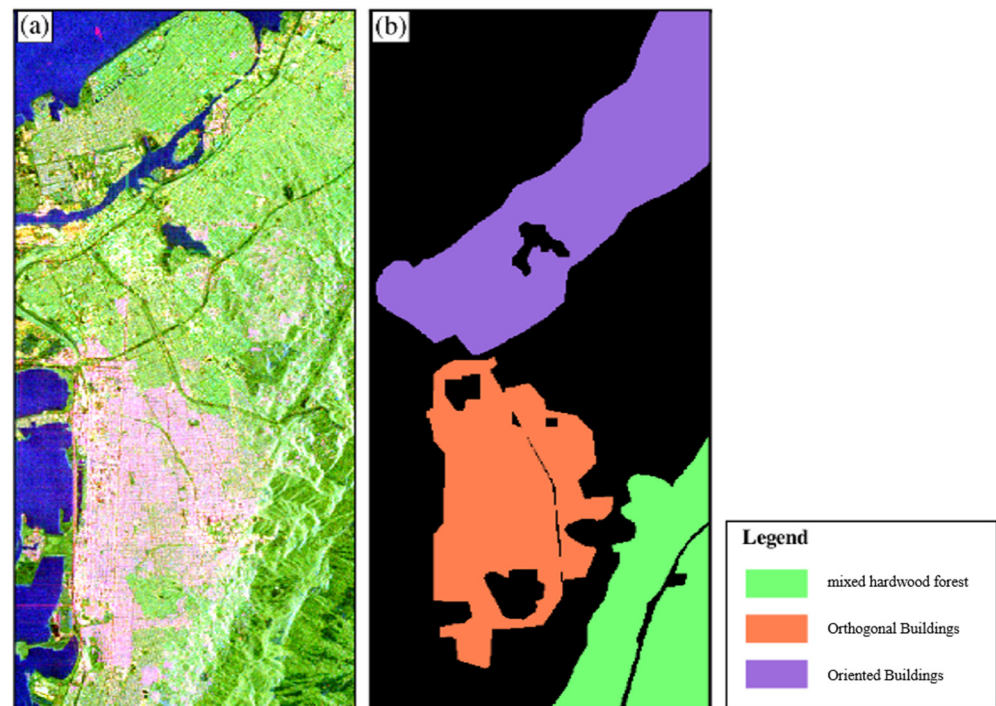 (a)
(b)
Legend
mixed hardwood forest
Orthogonal Buildings
Oriented Buildings